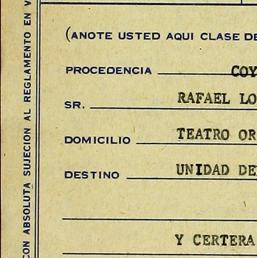 (ANOTE USTED AQUI CLASE DE
PROCEDENCIA COY
SR. RAFAEL LO
DOMICILIO TEATRO OR
DESTINO UNIDAD DE
Y CERTERA
CON ABSOLUTA SUJECION AL REGLAMENTO EN V